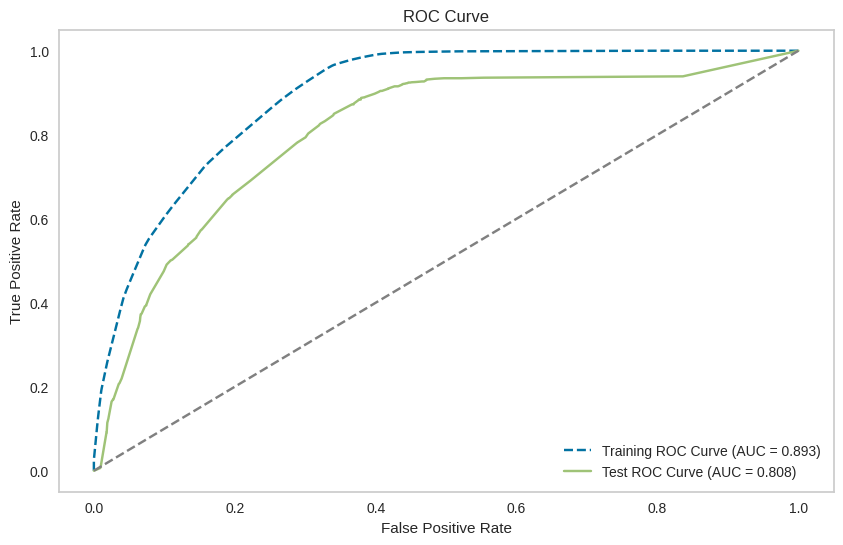 ROC Curve
1.0
0.8
0.6
0.4
0.2
0.0
True Positive Rate
Training ROC Curve (AUC = 0.893)
Test ROC Curve (AUC = 0.808)
0.0 0.2 0.4 0.6 0.8 1.0
False Positive Rate